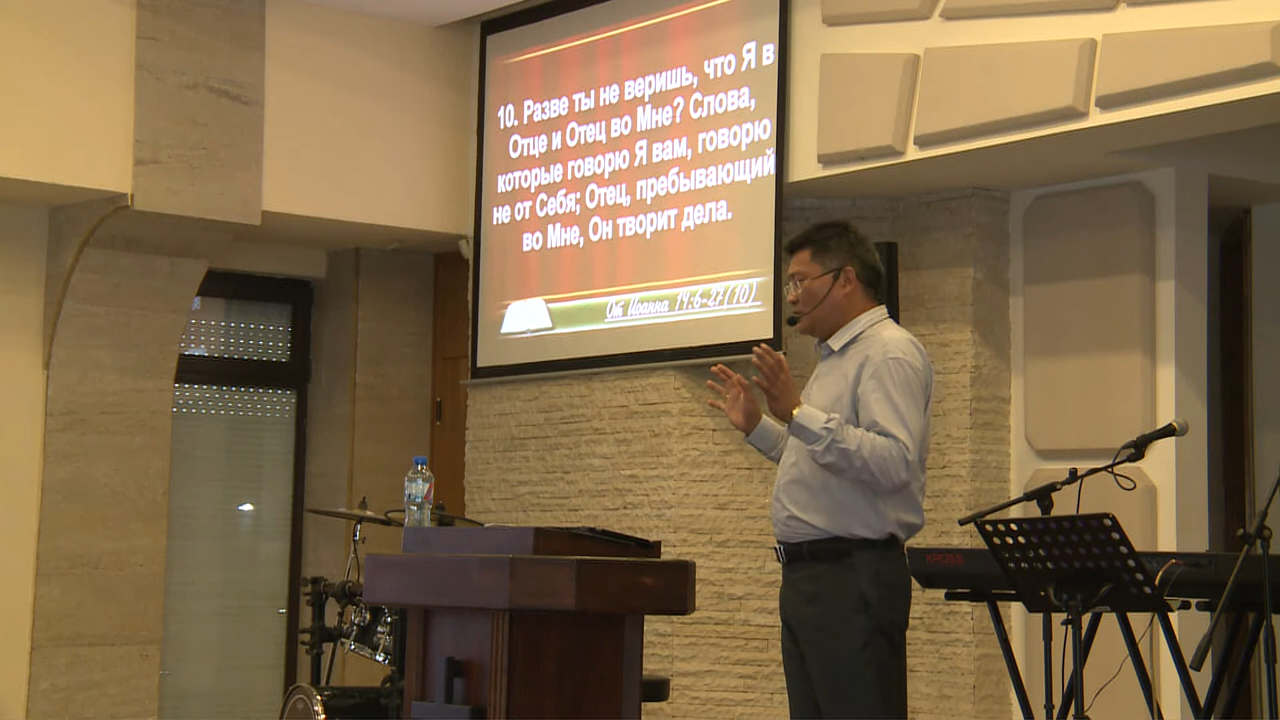 10. Разве ты не веришь, что Я в
Отце и Отец во Мне? Слова,
которые говорю Я вам, говорю
не от Себя; Отец, пребывающий
во Мне, Он творит дела.
От Иоанна 14:6-27(10)
KROSS